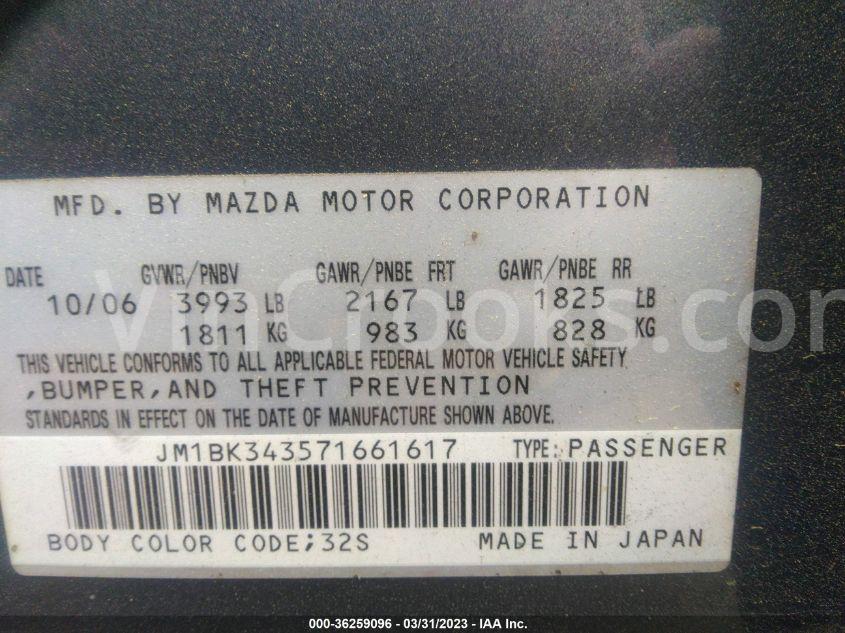 MFD. BY MAZDA MOTOR CORPORATION
DATE GVWR/PNBV GAWR/PNBE FRT GAWR/PNBE RR
10/06 3993 LB 2167 LB 1825 LB
1811 KG 983 KG 828 KG
THIS VEHICLE CONFORMS TO ALL APPLICABLE FEDERAL MOTOR VEHICLE SAFETY
,BUMPER,AND THEFT PREVENTION
STANDARDS IN EFFECT ON THE DATE OF MANUFACTURE SHOWN ABOVE.
JM1BK343571661617 TYPE: PASSENGER
BODY COLOR CODE;32S MADE IN JAPAN
VinCrooks.com
000-36259096 - 03/31/2023 - © IAA Inc.